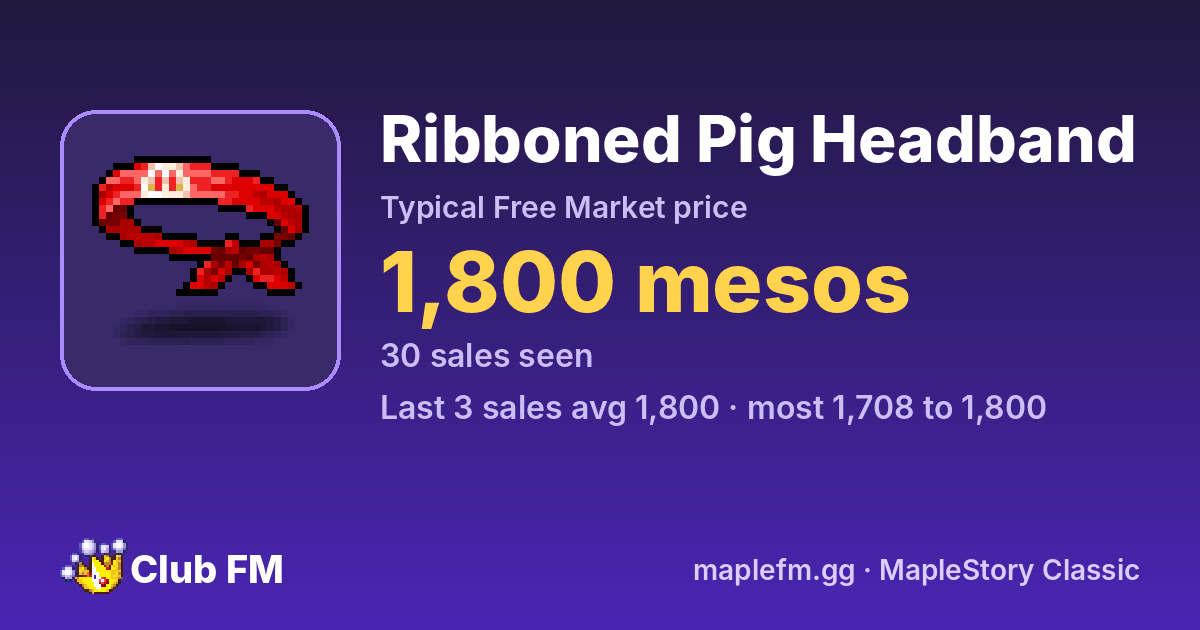 Ribboned Pig Headband
Typical Free Market price
1,800 mesos
30 sales seen
Last 3 sales avg 1,800 · most 1,708 to 1,800
Club FM
maplefm.gg · MapleStory Classic